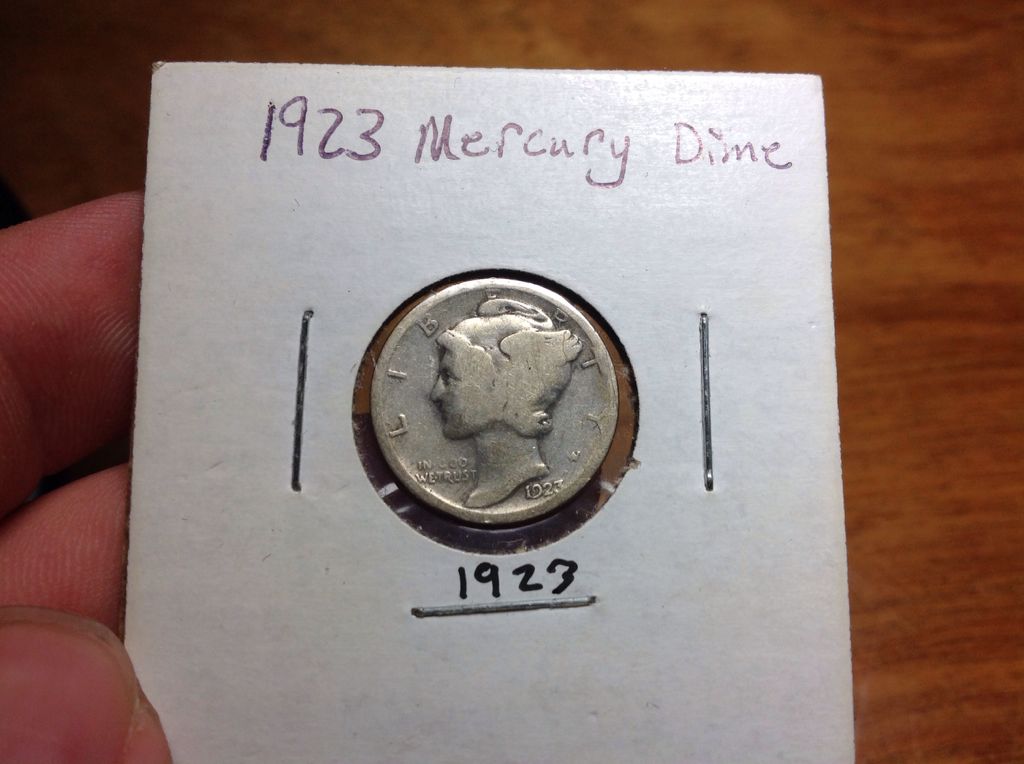 1923 Mercury Dime
LIBERTY
IN GOD
WE TRUST
1923
1923